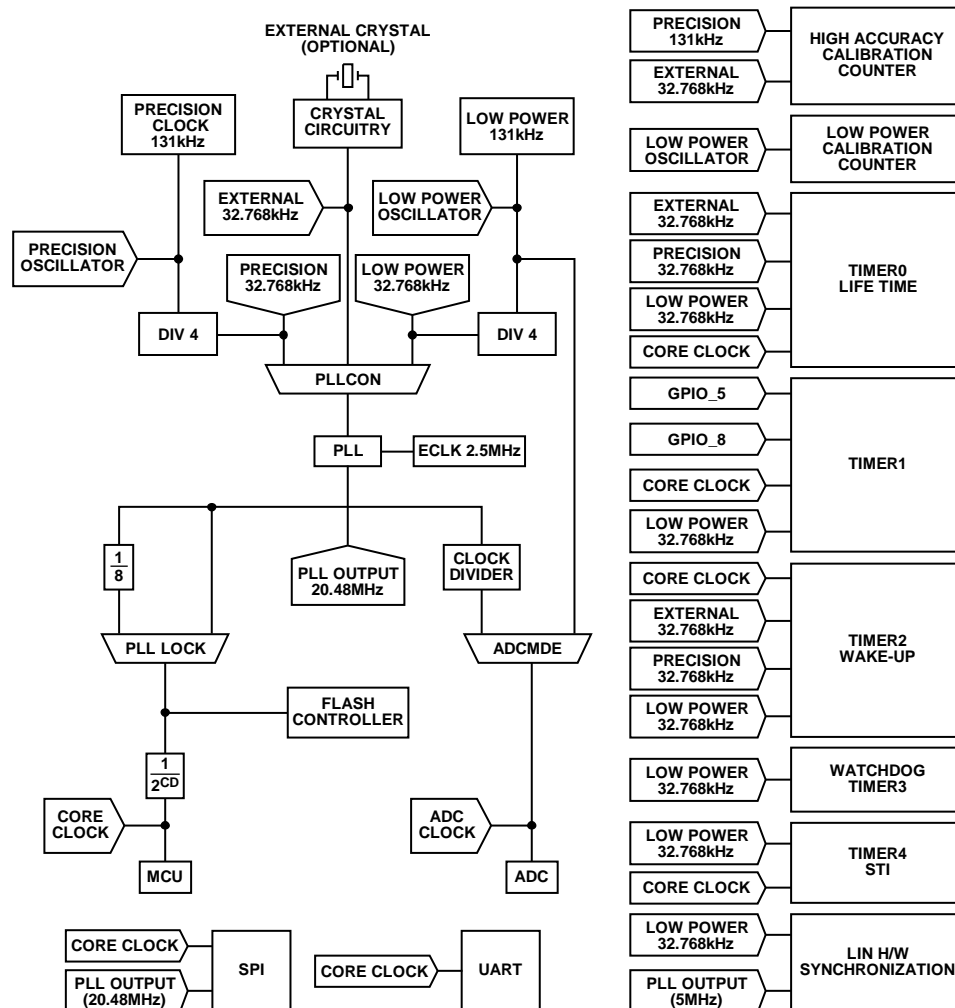 EXTERNAL CRYSTAL
(OPTIONAL)
CRYSTAL
CIRCUITRY
PRECISION
CLOCK
131kHz
LOW POWER
131kHz
EXTERNAL
32.768kHz
LOW POWER
OSCILLATOR
PRECISION
OSCILLATOR
PRECISION
32.768kHz
LOW POWER
32.768kHz
DIV 4
DIV 4
PLLCON
PLL
ECLK 2.5MHz
1
8
PLL OUTPUT
20.48MHz
CLOCK
DIVIDER
PLL LOCK
ADCMDE
FLASH
CONTROLLER
1
2CD
CORE
CLOCK
ADC
CLOCK
MCU
ADC
CORE CLOCK
PLL OUTPUT
(20.48MHz)
SPI
CORE CLOCK
UART
PRECISION
131kHz
EXTERNAL
32.768kHz
HIGH ACCURACY
CALIBRATION
COUNTER
LOW POWER
OSCILLATOR
LOW POWER
CALIBRATION
COUNTER
EXTERNAL
32.768kHz
PRECISION
32.768kHz
LOW POWER
32.768kHz
CORE CLOCK
TIMER0
LIFE TIME
GPIO_5
GPIO_8
CORE CLOCK
LOW POWER
32.768kHz
TIMER1
CORE CLOCK
EXTERNAL
32.768kHz
PRECISION
32.768kHz
LOW POWER
32.768kHz
TIMER2
WAKE-UP
LOW POWER
32.768kHz
WATCHDOG
TIMER3
LOW POWER
32.768kHz
CORE CLOCK
TIMER4
STI
LOW POWER
32.768kHz
PLL OUTPUT
(5MHz)
LIN H/W
SYNCHRONIZATION